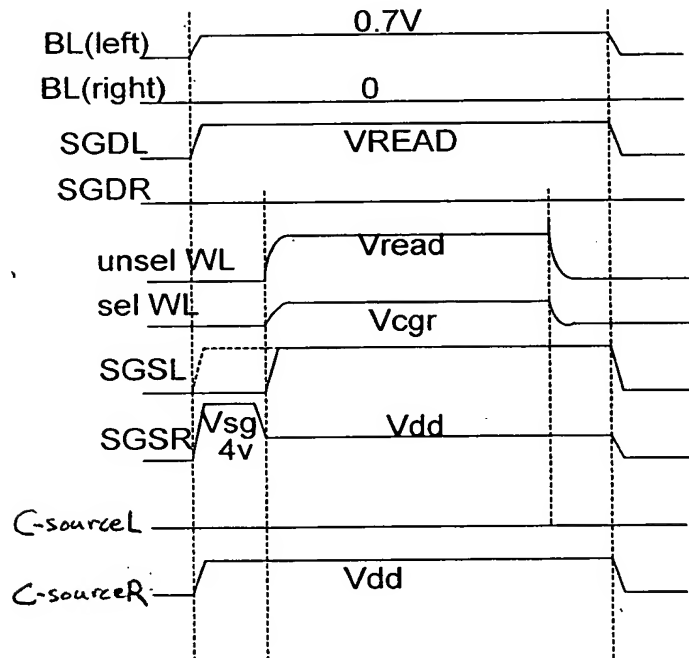 BL(left) 0.7V
BL(right) 0
SGDL VREAD
SGDR
unsel WL Vread
sel WL Vcgr
SGSL
SGSR Vsg 4v Vdd
C-sourceL
C-sourceR Vdd